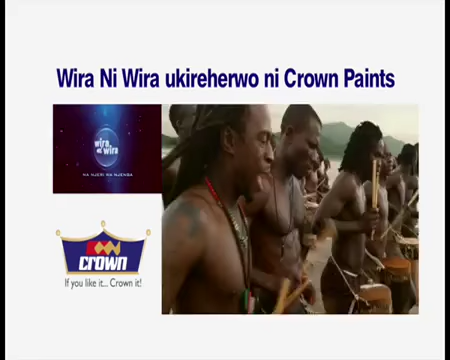 Wira Ni Wira ukireherwo ni Crown Paints
wira
ni wira
NA NJERI WA NJENGA
CROWN
If you like it... Crown it!